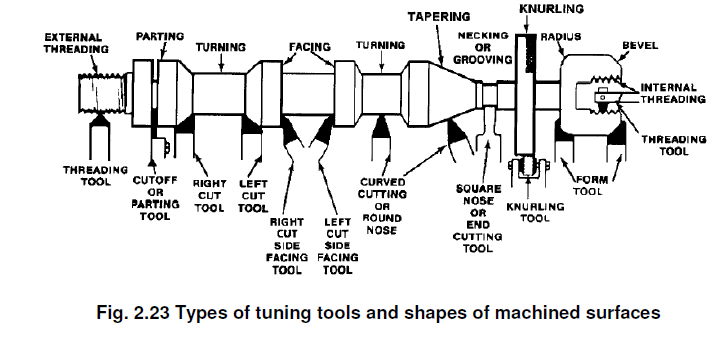 EXTERNAL
THREADING
PARTING
TURNING
FACING
TURNING
TAPERING
NECKING
OR
GROOVING
KNURLING
RADIUS
BEVEL
INTERNAL
THREADING
THREADING
TOOL
THREADING
TOOL
CUTOFF
OR
PARTING
TOOL
RIGHT
CUT
TOOL
LEFT
CUT
TOOL
RIGHT
CUT
SIDE
FACING
TOOL
LEFT
CUT
SIDE
FACING
TOOL
CURVED
CUTTING
OR
ROUND
NOSE
SQUARE
NOSE
OR
END
CUTTING
TOOL
KNURLING
TOOL
FORM
TOOL
Fig. 2.23 Types of tuning tools and shapes of machined surfaces